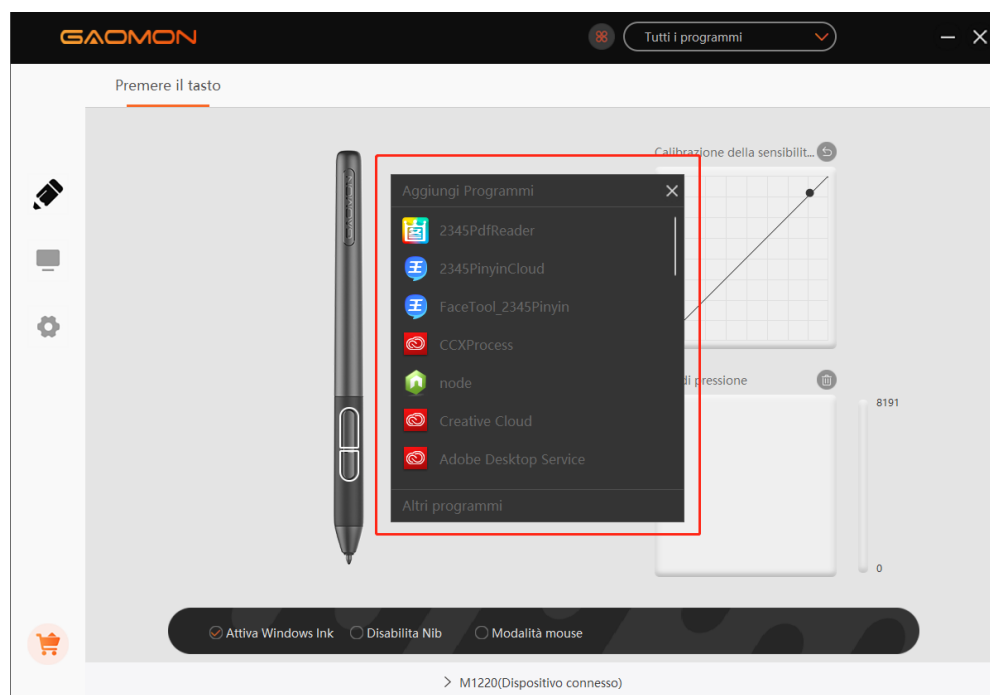 GAOMON
Tutti i programmi
Premere il tasto
Calibrazione della sensibilit...
GAOMON
Aggiungi Programmi
2345PdfReader
2345PinyinCloud
FaceTool_2345Pinyin
CCXProcess
node
di pressione
Creative Cloud
8191
Adobe Desktop Service
Altri programmi
0
Attiva Windows Ink
Disabilita Nib
Modalità mouse
M1220(Dispositivo connesso)